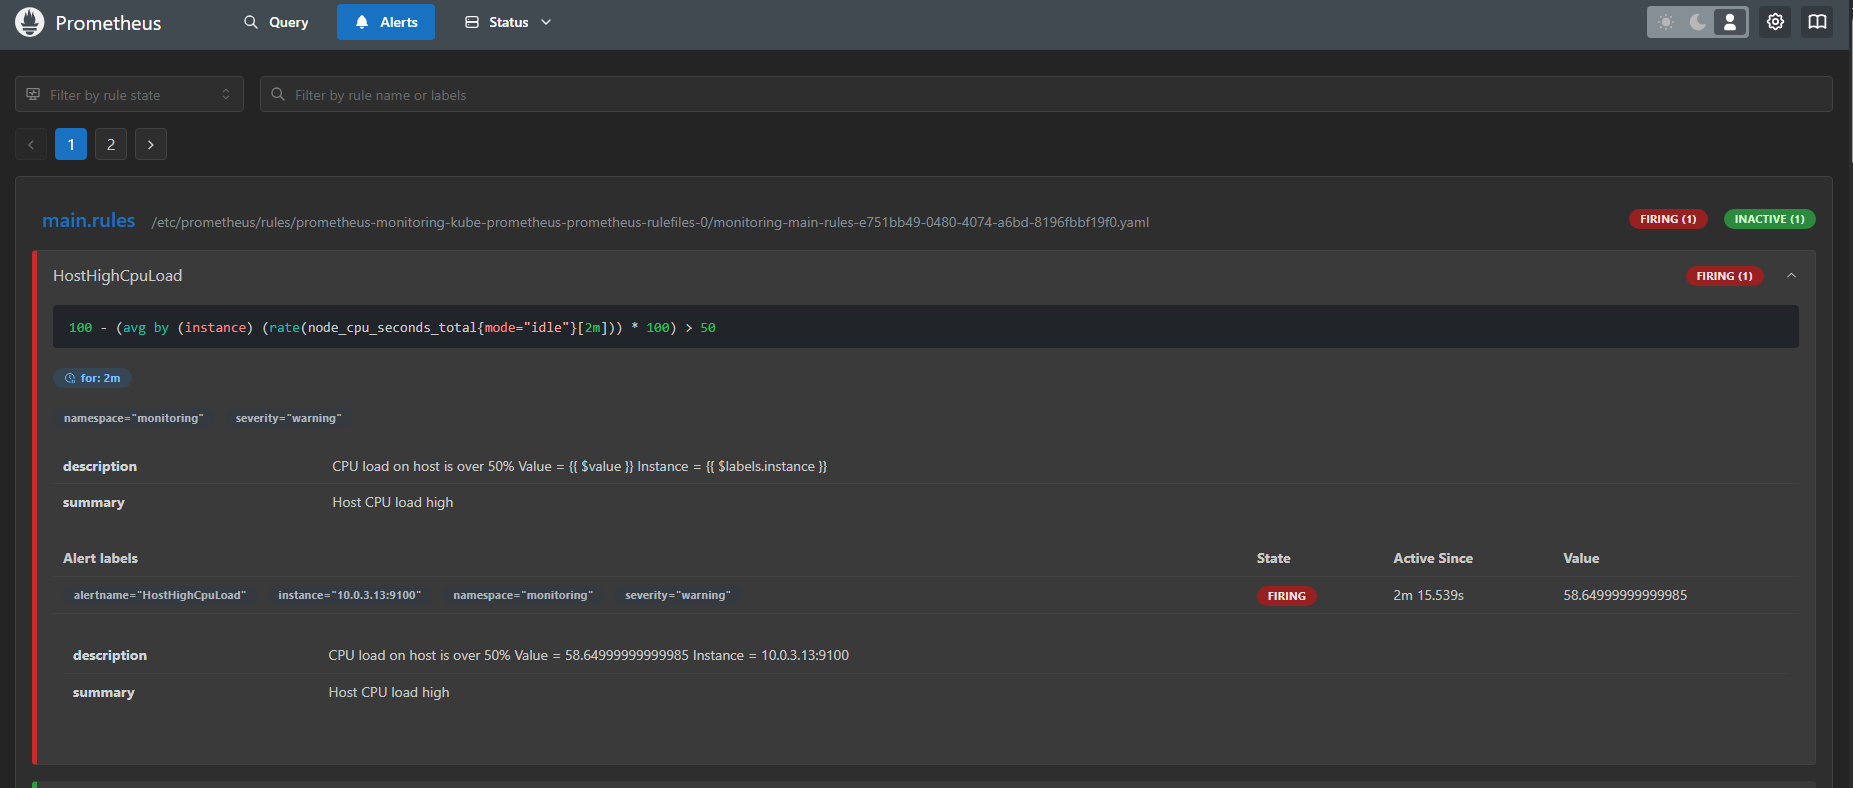 Prometheus Query Alerts Status
Filter by rule state Filter by rule name or labels
1 2
main.rules /etc/prometheus/rules/prometheus-monitoring-kube-prometheus-prometheus-rulefiles-0/monitoring-main-rules-e751bb49-0480-4074-a6bd-8196fbbf19f0.yaml FIRING (1) INACTIVE (1)
HostHighCpuLoad FIRING (1)
100 - (avg by (instance) (rate(node_cpu_seconds_total{mode="idle"}[2m])) * 100) > 50
for: 2m
namespace="monitoring" severity="warning"
description CPU load on host is over 50% Value = {{ $value }} Instance = {{ $labels.instance }}
summary Host CPU load high
Alert labels State Active Since Value
alertname="HostHighCpuLoad" instance="10.0.3.13:9100" namespace="monitoring" severity="warning" FIRING 2m 15.539s 58.64999999999985
description CPU load on host is over 50% Value = 58.64999999999985 Instance = 10.0.3.13:9100
summary Host CPU load high